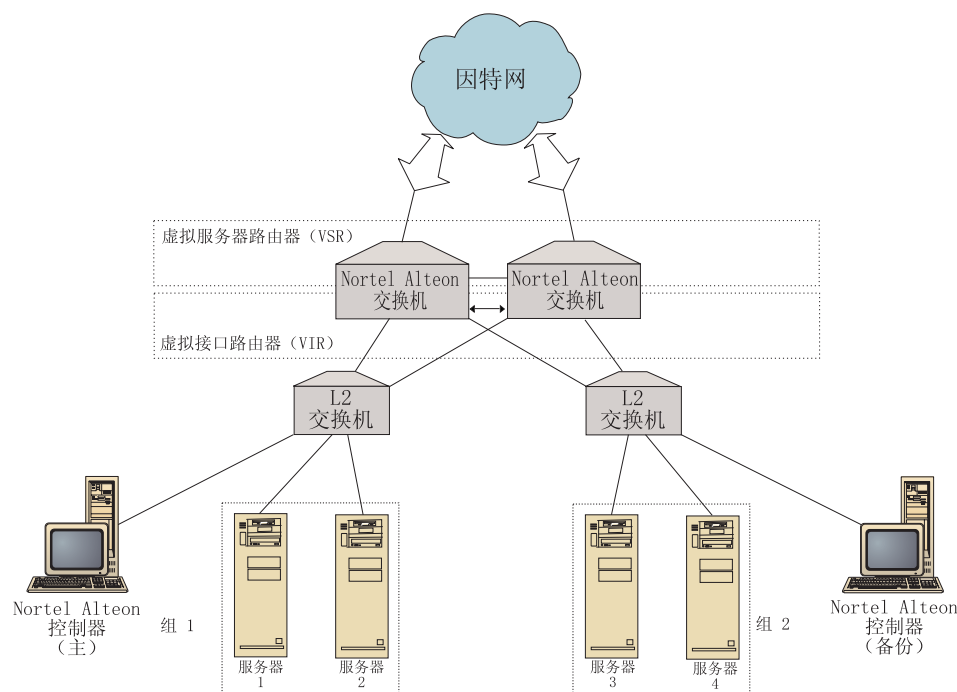 因特网
虚拟服务器路由器（VSR）
Nortel Alteon
交换机
Nortel Alteon
交换机
虚拟接口路由器（VIR）
L2
交换机
L2
交换机
Nortel Alteon
控制器
（主）
组 1
服务器
1
服务器
2
服务器
3
服务器
4
组 2
Nortel Alteon
控制器
（备份）